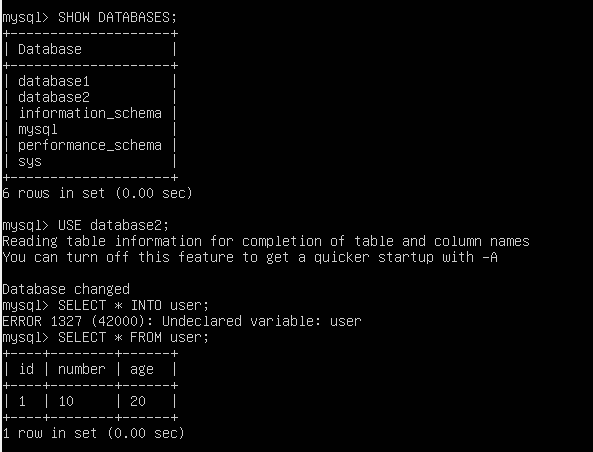 mysql> SHOW DATABASES;
+--------------------+
| Database           |
+--------------------+
| database1          |
| database2          |
| information_schema |
| mysql              |
| performance_schema |
| sys                |
+--------------------+
6 rows in set (0.00 sec)

mysql> USE database2;
Reading table information for completion of table and column names
You can turn off this feature to get a quicker startup with -A

Database changed
mysql> SELECT * INTO user;
ERROR 1327 (42000): Undeclared variable: user
mysql> SELECT * FROM user;
+----+--------+------+
| id | number | age  |
+----+--------+------+
| 1  | 10     | 20   |
+----+--------+------+
1 row in set (0.00 sec)